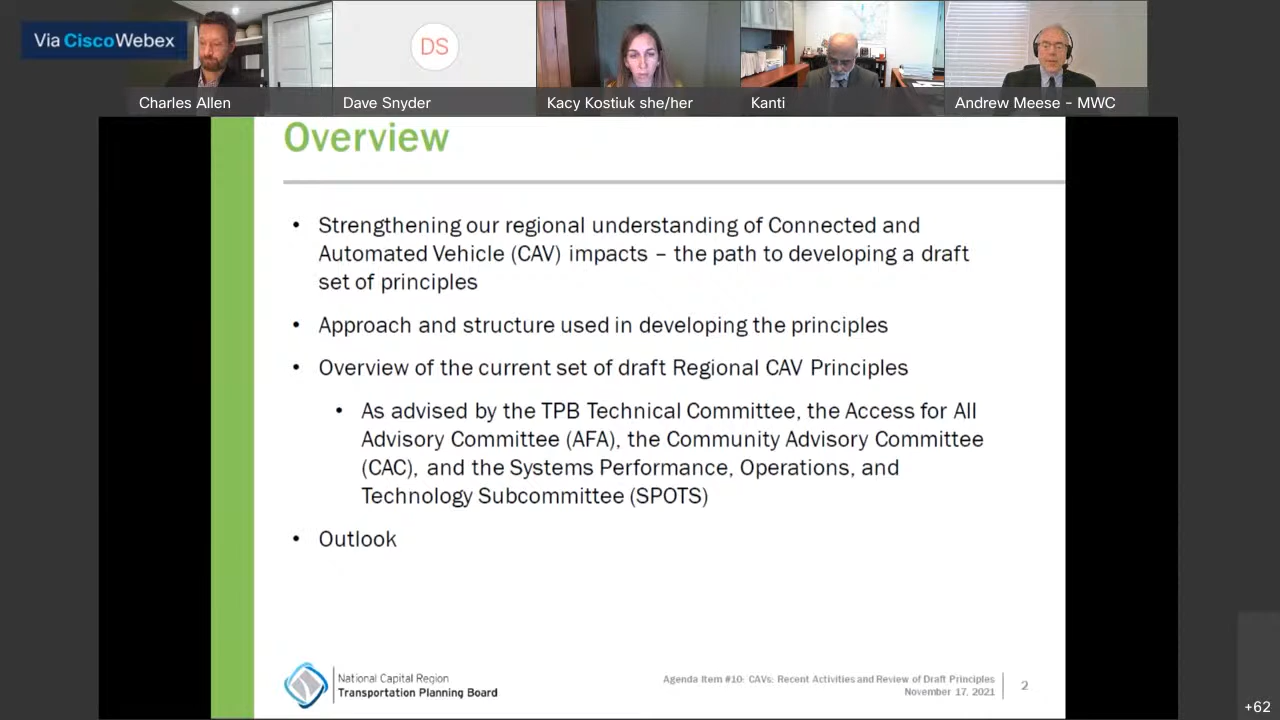 Via Cisco Webex
DS
Charles Allen
Dave Snyder
Kacy Kostiuk she/her
Kanti
Andrew Meese - MWC
Overview
• Strengthening our regional understanding of Connected and
Automated Vehicle (CAV) impacts – the path to developing a draft
set of principles
• Approach and structure used in developing the principles
• Overview of the current set of draft Regional CAV Principles
• As advised by the TPB Technical Committee, the Access for All
Advisory Committee (AFA), the Community Advisory Committee
(CAC), and the Systems Performance, Operations, and
Technology Subcommittee (SPOTS)
• Outlook
National Capital Region
Transportation Planning Board
Agenda Item #10: CAVs: Recent Activities and Review of Draft Principles
November 17, 2021
2
+62